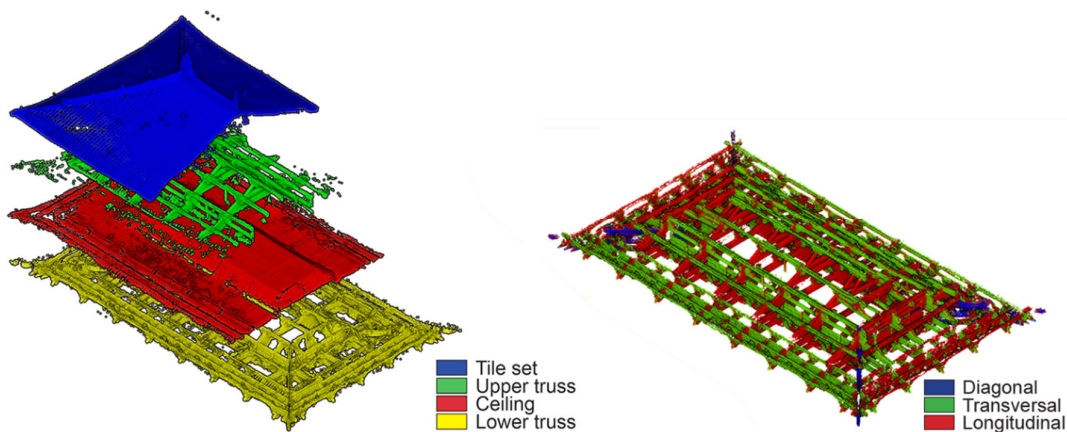 Tile set
Upper truss
Ceiling
Lower truss
Diagonal
Transversal
Longitudinal